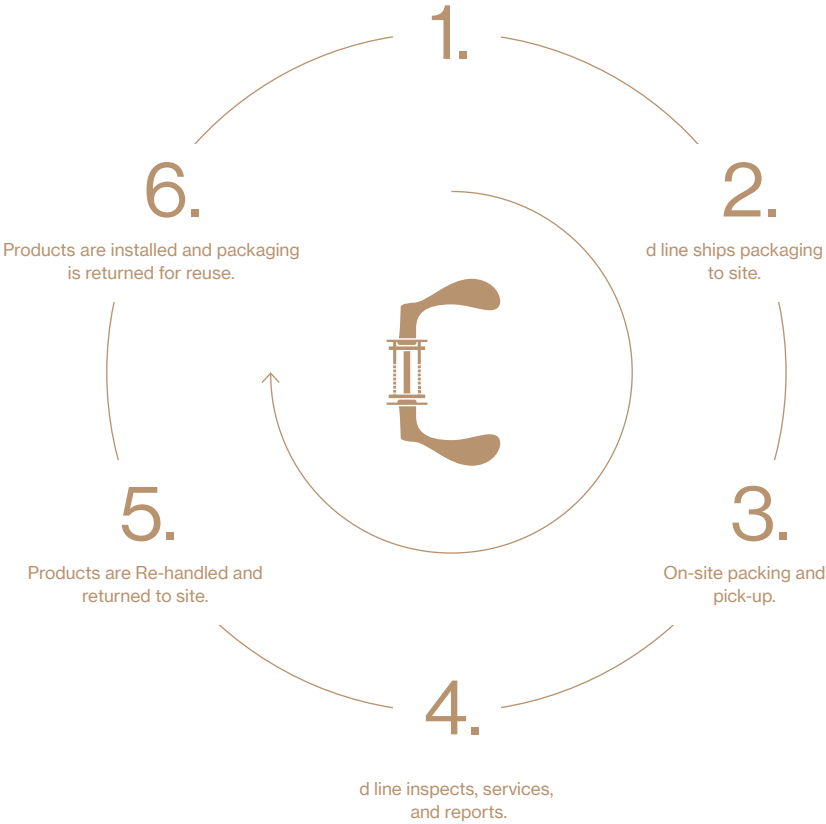 1.
2.
d line ships packaging
to site.
3.
On-site packing and
pick-up.
4.
d line inspects, services,
and reports.
5.
Products are Re-handled and
returned to site.
6.
Products are installed and packaging
is returned for reuse.